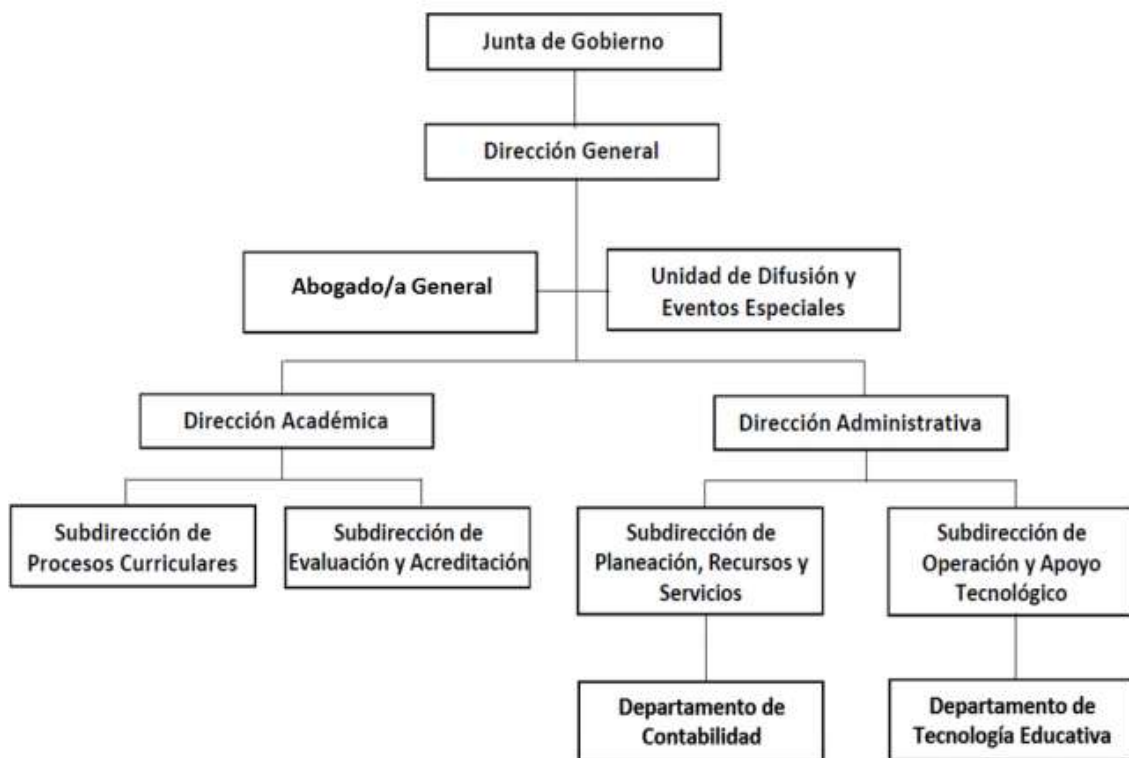 Junta de Gobierno
Dirección General
Abogado/a General
Unidad de Difusión y
Eventos Especiales
Dirección Académica
Dirección Administrativa
Subdirección de
Procesos Curriculares
Subdirección de
Evaluación y Acreditación
Subdirección de
Planeación, Recursos y
Servicios
Subdirección de
Operación y Apoyo
Tecnológico
Departamento de
Contabilidad
Departamento de
Tecnología Educativa